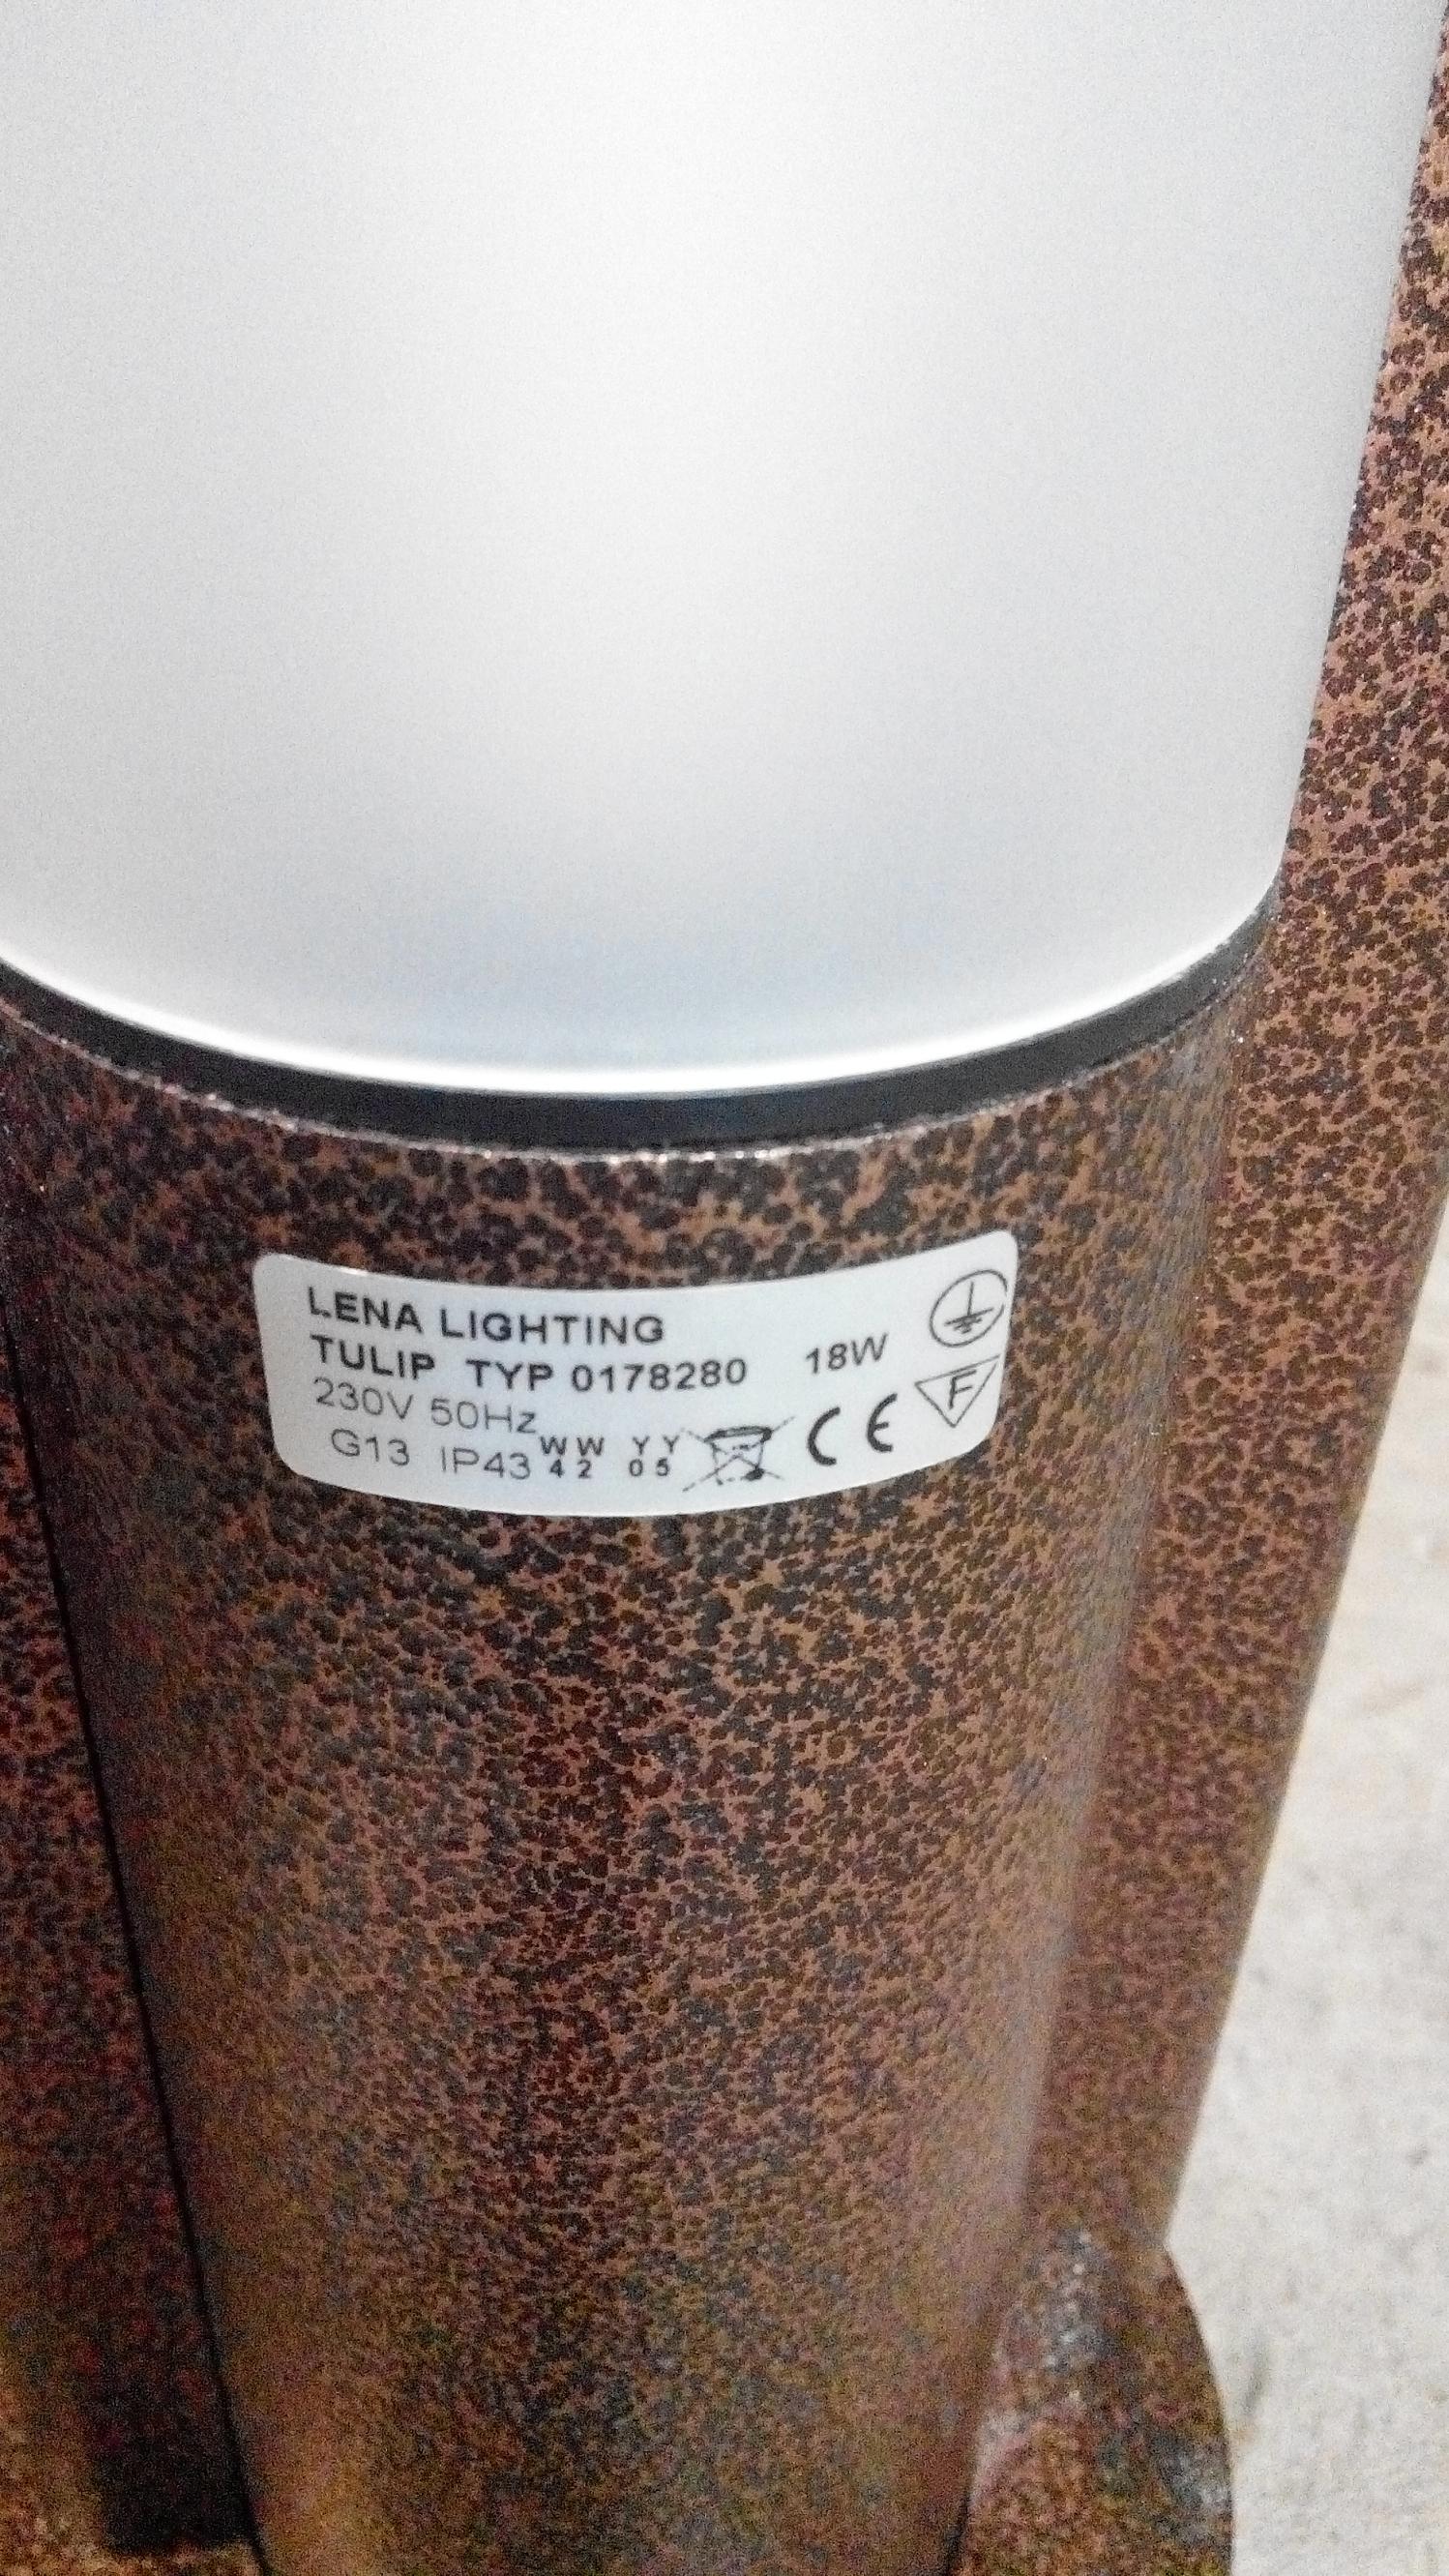 LENA LIGHTING
TULIP TYP 0178280 18W
230V 50Hz
G13 IP43 WW YY CE F
42 05